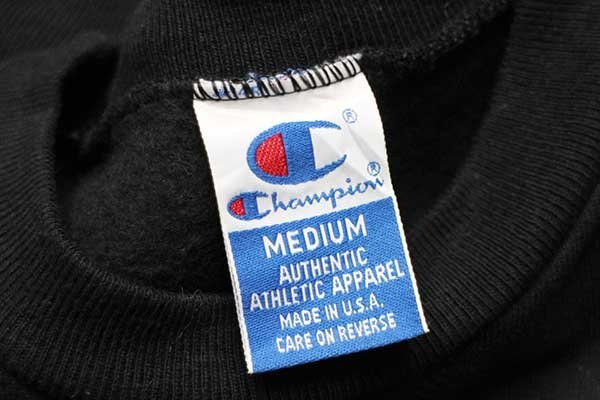 ®
Champion®
MEDIUM
AUTHENTIC
ATHLETIC APPAREL
MADE IN U.S.A.
CARE ON REVERSE